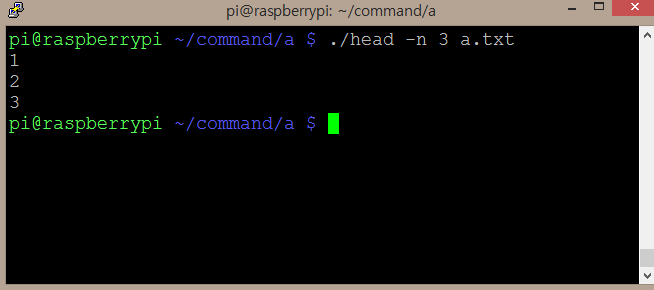 pi@raspberrypi: ~/command/a
pi@raspberrypi ~/command/a $ ./head -n 3 a.txt
1
2
3
pi@raspberrypi ~/command/a $